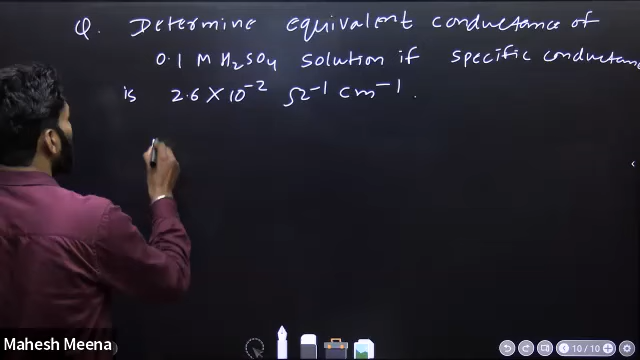 Q. Determine equivalent conductance of
0.1 M H2SO4 solution if specific conductance
is 2.6 × 10⁻² Ω⁻¹ cm⁻¹.
Mahesh Meena
10 / 10